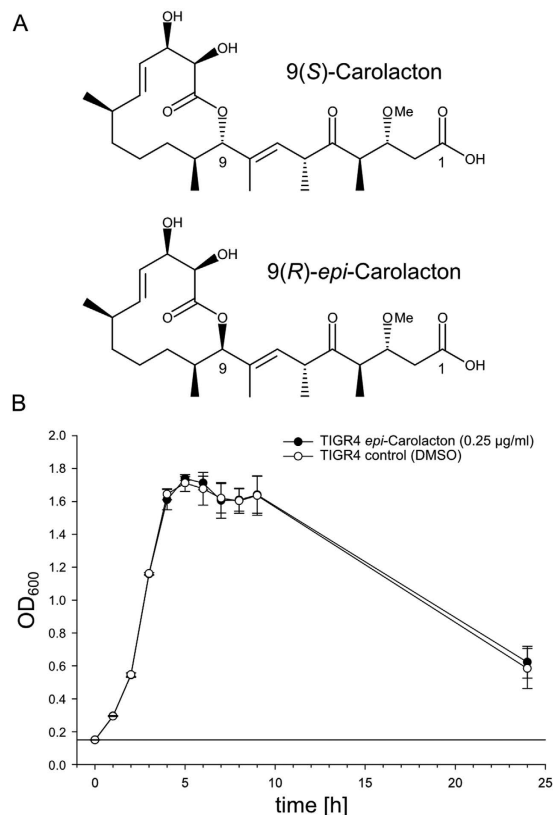 A
OH
OH
9(S)-Carolacton
O
O
O
OMe
O
9
1
OH
OH
OH
9(R)-epi-Carolacton
O
O
O
OMe
O
9
1
OH
B
TIGR4 epi-Carolacton (0.25 µg/ml)
TIGR4 control (DMSO)
2.0
1.8
1.6
1.4
1.2
1.0
0.8
0.6
0.4
0.2
0.0
OD600
0 5 10 15 20 25
time [h]